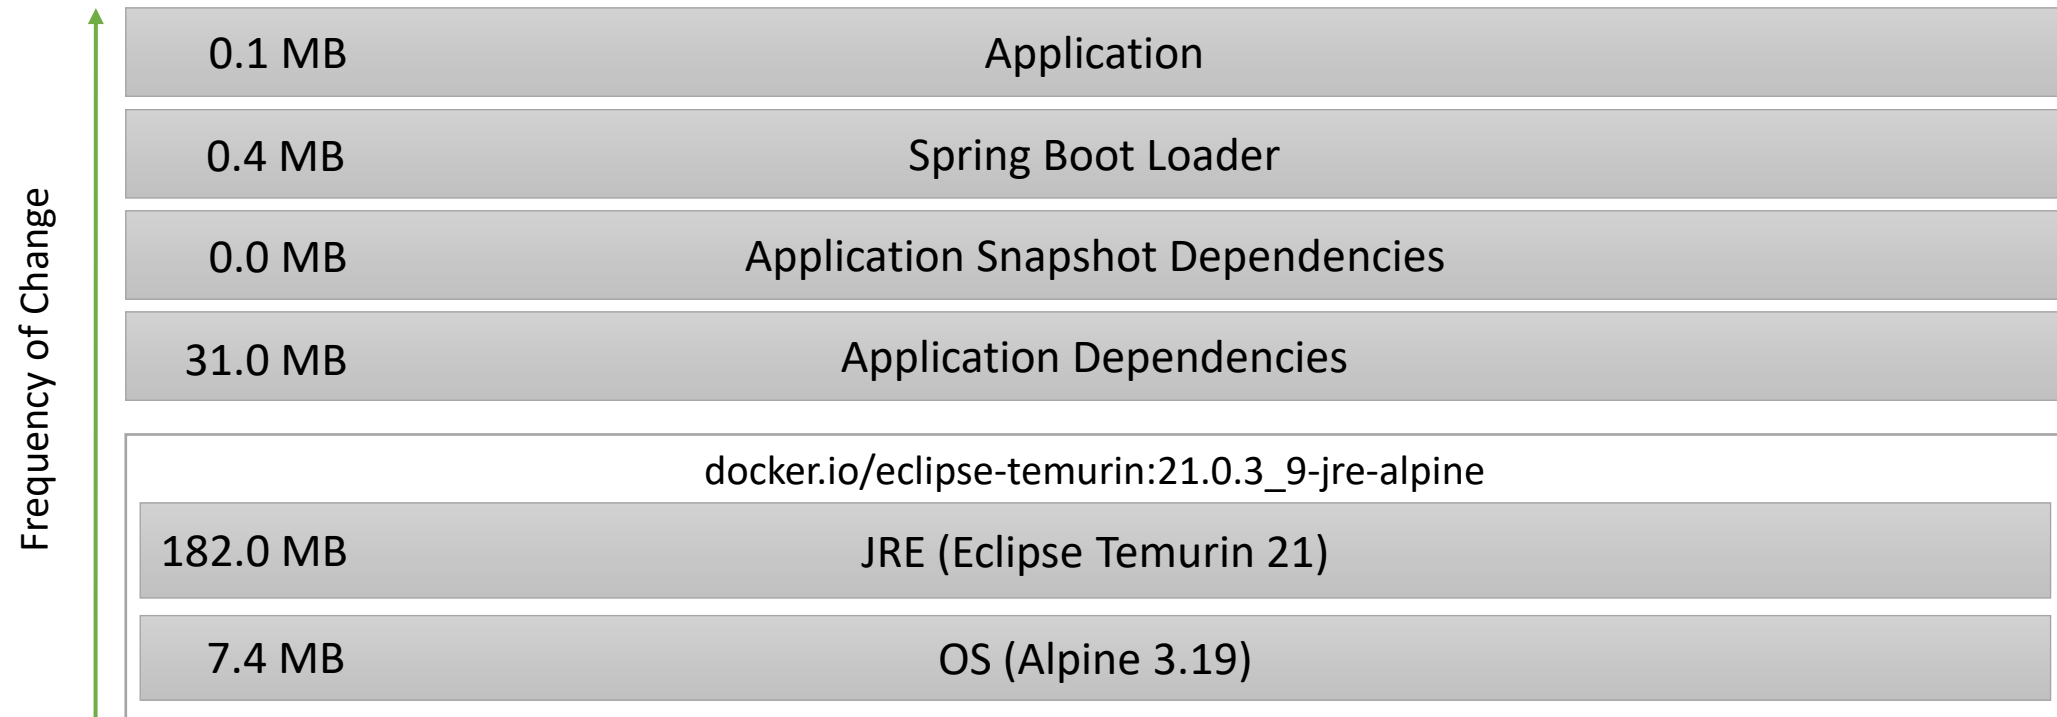 Frequency of Change
0.1 MB Application
0.4 MB Spring Boot Loader
0.0 MB Application Snapshot Dependencies
31.0 MB Application Dependencies
docker.io/eclipse-temurin:21.0.3_9-jre-alpine
182.0 MB JRE (Eclipse Temurin 21)
7.4 MB OS (Alpine 3.19)